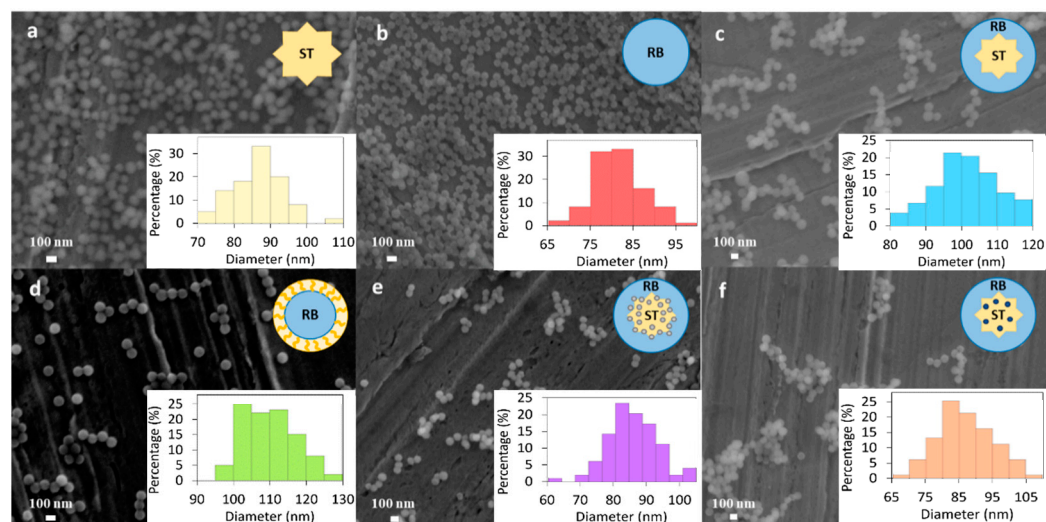 a
ST
30
20
10
0
Percentage (%)
70 80 90 100 110
Diameter (nm)
100 nm
b
RB
30
20
10
0
Percentage (%)
65 75 85 95
Diameter (nm)
100 nm
c
RB
ST
25
20
15
10
5
0
Percentage (%)
80 90 100 110 120
Diameter (nm)
100 nm
d
RB
25
20
15
10
5
0
Percentage (%)
90 100 110 120 130
Diameter (nm)
100 nm
e
RB
ST
25
20
15
10
5
0
Percentage (%)
60 70 80 90 100
Diameter (nm)
100 nm
f
RB
ST
25
20
15
10
5
0
Percentage (%)
65 75 85 95 105
Diameter (nm)
100 nm